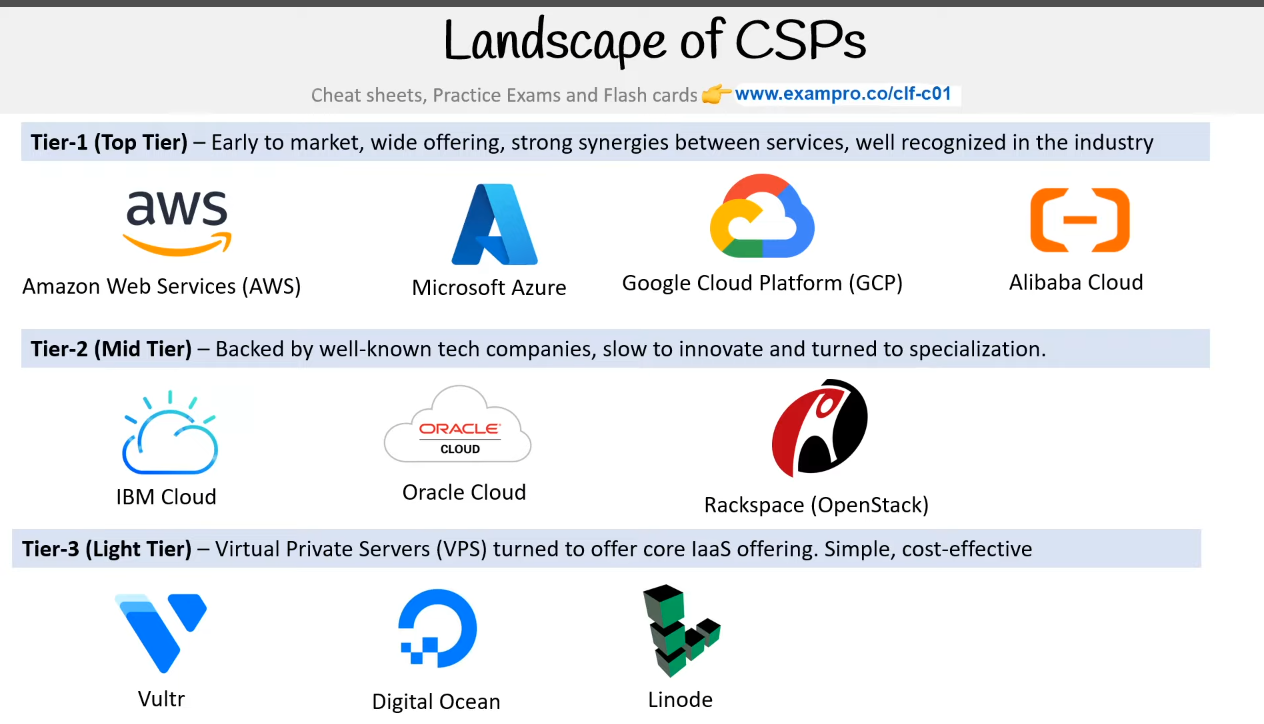 Landscape of CSPs
Cheat sheets, Practice Exams and Flash cards 👉 www.exampro.co/clf-c01
Tier-1 (Top Tier) – Early to market, wide offering, strong synergies between services, well recognized in the industry
aws
Amazon Web Services (AWS)
Microsoft Azure
Google Cloud Platform (GCP)
Alibaba Cloud
Tier-2 (Mid Tier) – Backed by well-known tech companies, slow to innovate and turned to specialization.
ORACLE
CLOUD
IBM Cloud
Oracle Cloud
Rackspace (OpenStack)
Tier-3 (Light Tier) – Virtual Private Servers (VPS) turned to offer core IaaS offering. Simple, cost-effective
Vultr
Digital Ocean
Linode